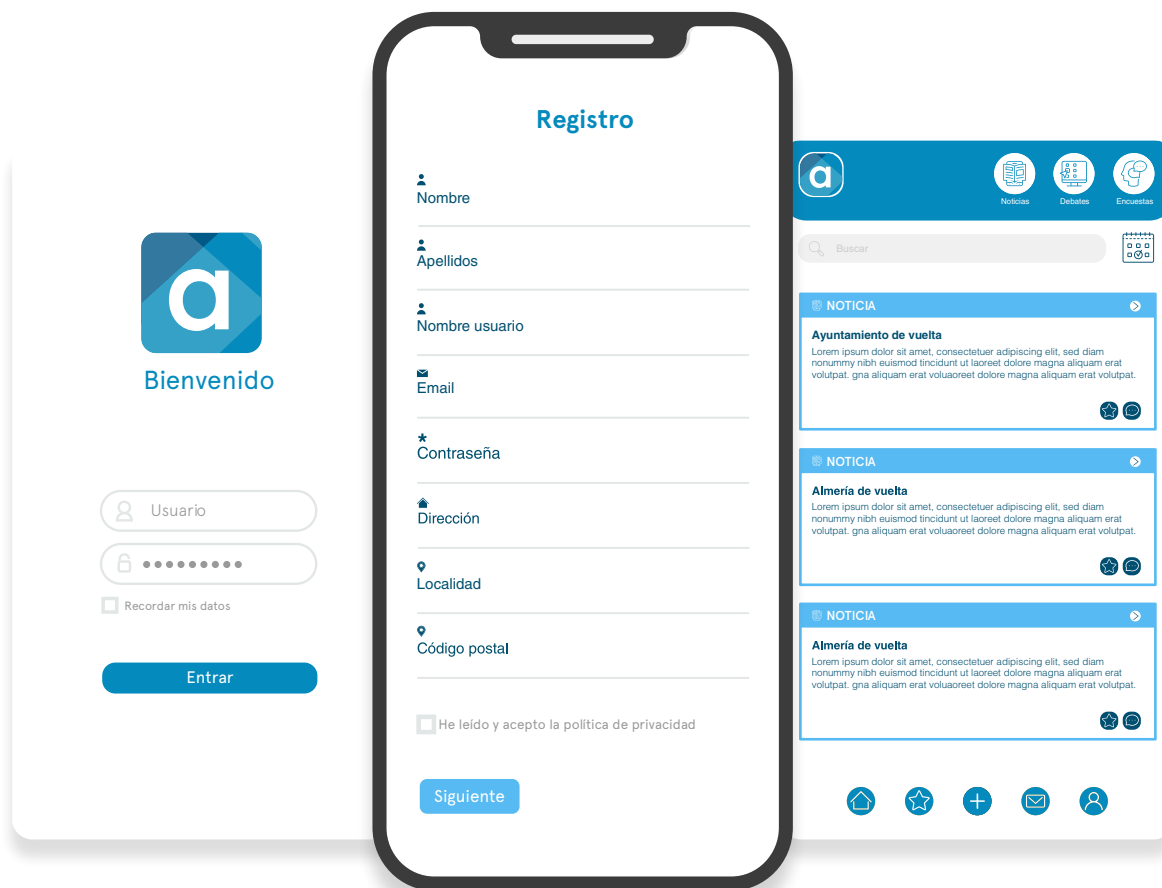 a
Bienvenido
Usuario
Recordar mis datos
Entrar
Registro
Nombre
Apellidos
Nombre usuario
Email
*
Contraseña
Dirección
Localidad
Código postal
He leído y acepto la política de privacidad
Siguiente
a
Noticias
Debates
Encuestas
Buscar
NOTICIA
Ayuntamiento de vuelta
Lorem ipsum dolor sit amet, consectetuer adipiscing elit, sed diam
nonummy nibh euismod tincidunt ut laoreet dolore magna aliquam erat
volutpat. gna aliquam erat voluaoreet dolore magna aliquam erat volutpat.
NOTICIA
Almería de vuelta
Lorem ipsum dolor sit amet, consectetuer adipiscing elit, sed diam
nonummy nibh euismod tincidunt ut laoreet dolore magna aliquam erat
volutpat. gna aliquam erat voluaoreet dolore magna aliquam erat volutpat.
NOTICIA
Almería de vuelta
Lorem ipsum dolor sit amet, consectetuer adipiscing elit, sed diam
nonummy nibh euismod tincidunt ut laoreet dolore magna aliquam erat
volutpat. gna aliquam erat voluaoreet dolore magna aliquam erat volutpat.